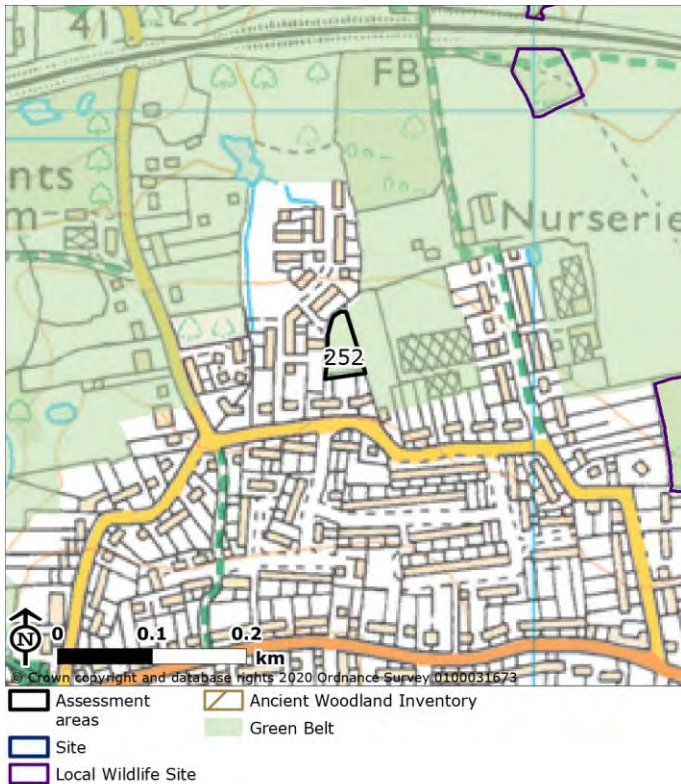 41
FB
nts
m
Nurserie
252
N
0 0.1 0.2
km
© Crown copyright and database rights 2020 Ordnance Survey 0100031673
Assessment areas
Ancient Woodland Inventory
Green Belt
Site
Local Wildlife Site